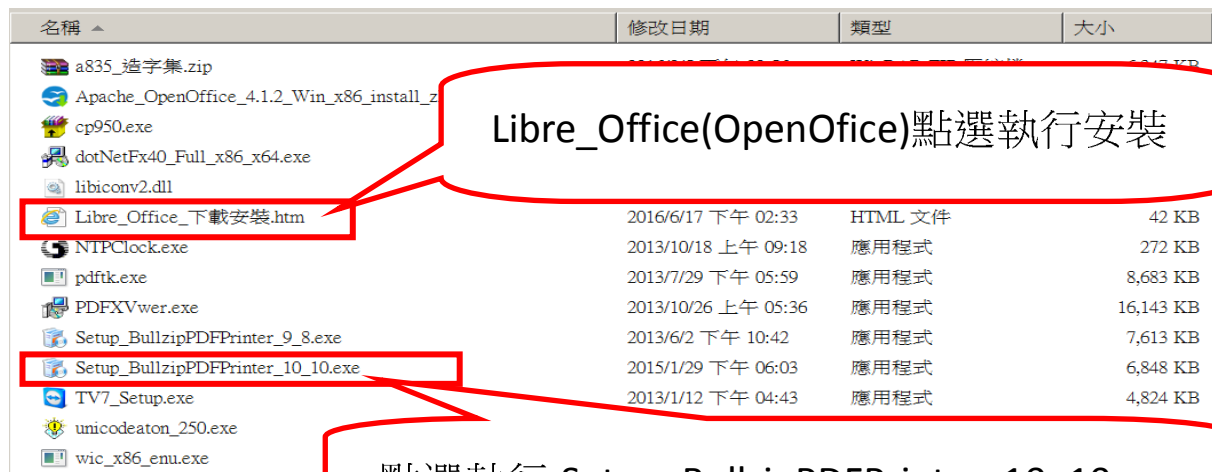 名稱 修改日期 類型 大小
a835_造字集.zip
Apache_OpenOffice_4.1.2_Win_x86_install_z
cp950.exe
dotNetFx40_Full_x86_x64.exe
libiconv2.dll
Libre_Office(OpenOfice)點選執行安裝
Libre_Office_下載安裝.htm 2016/6/17 下午 02:33 HTML 文件 42 KB
NTPClock.exe 2013/10/18 上午 09:18 應用程式 272 KB
pdftk.exe 2013/7/29 下午 05:59 應用程式 8,683 KB
PDFXVwer.exe 2013/10/26 上午 05:36 應用程式 16,143 KB
Setup_BullzipPDFPrinter_9_8.exe 2013/6/2 下午 10:42 應用程式 7,613 KB
Setup_BullzipPDFPrinter_10_10.exe 2015/1/29 下午 06:03 應用程式 6,848 KB
TV7_Setup.exe 2013/1/12 下午 04:43 應用程式 4,824 KB
unicodeaton_250.exe
wic_x86_enu.exe
點選執行 Setup_BullzipPDFPrinter_10_10